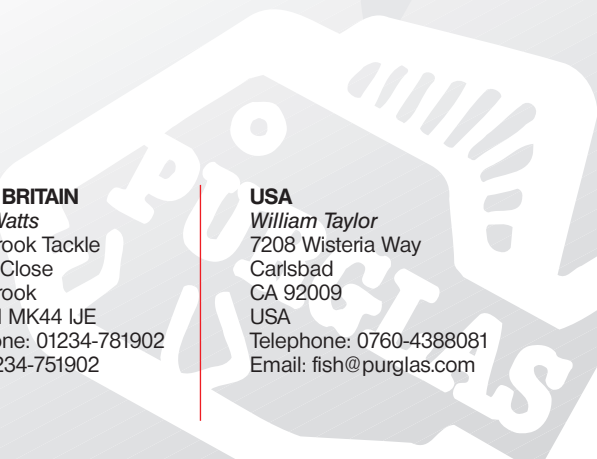 BRITAIN
Watts
rook Tackle
Close
rook
MK44 IJE
one: 01234-781902
234-751902
USA
William Taylor
7208 Wisteria Way
Carlsbad
CA 92009
USA
Telephone: 0760-4388081
Email: fish@purglas.com
PURGLAS